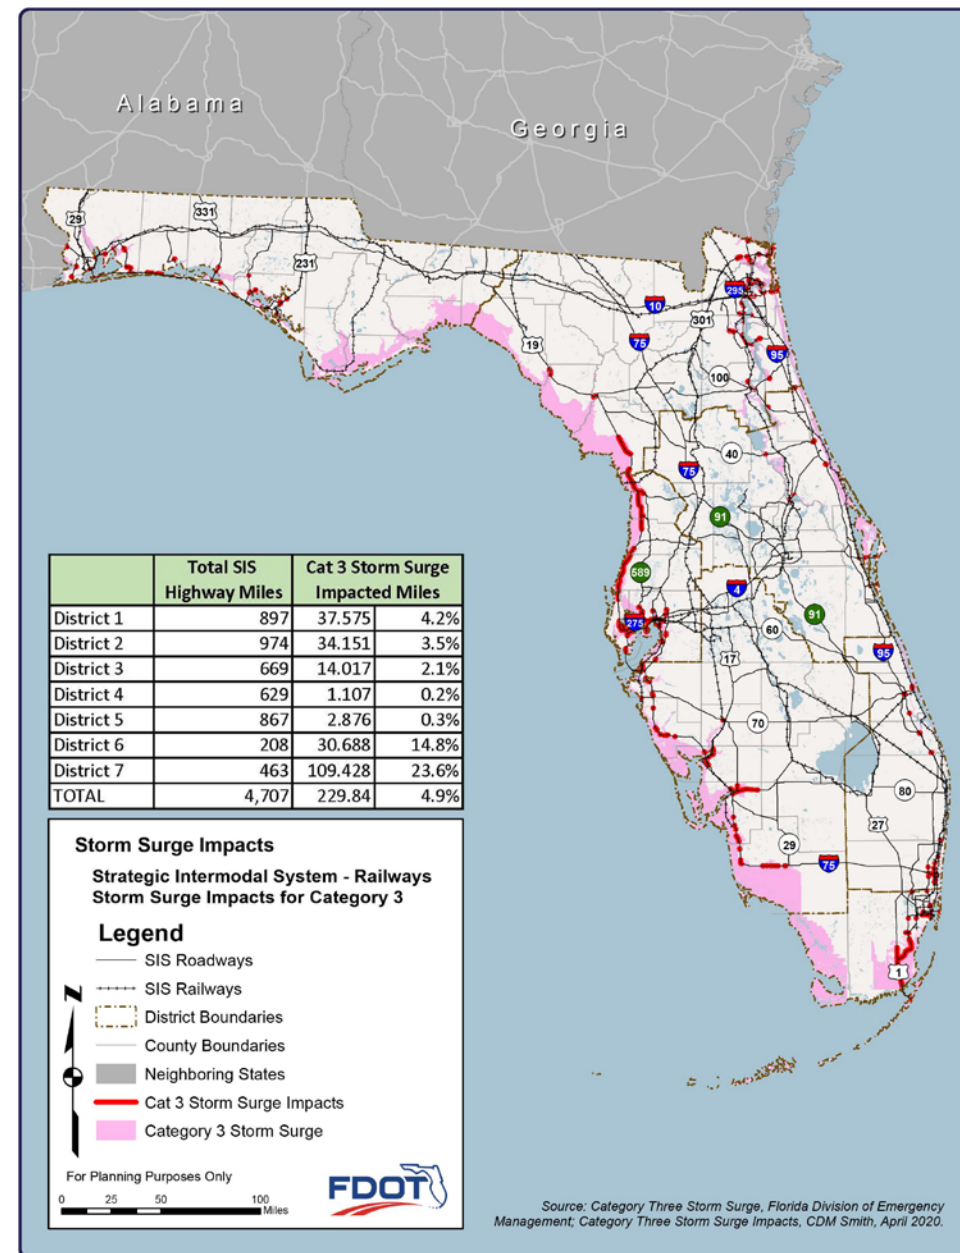 Alabama
Georgia
29
331
231
10
295
301
19
75
95
100
40
75
91
589
4
91
275
60
95
17
70
80
27
29
75
1
Total SIS Highway Miles Cat 3 Storm Surge Impacted Miles
District 1 897 37.575 4.2%
District 2 974 34.151 3.5%
District 3 669 14.017 2.1%
District 4 629 1.107 0.2%
District 5 867 2.876 0.3%
District 6 208 30.688 14.8%
District 7 463 109.428 23.6%
TOTAL 4,707 229.84 4.9%
Storm Surge Impacts
Strategic Intermodal System - Railways
Storm Surge Impacts for Category 3
Legend
SIS Roadways
SIS Railways
District Boundaries
County Boundaries
Neighboring States
Cat 3 Storm Surge Impacts
Category 3 Storm Surge
N
For Planning Purposes Only
0 25 50 100
Miles
FDOT
Source: Category Three Storm Surge, Florida Division of Emergency
Management; Category Three Storm Surge Impacts, CDM Smith, April 2020.